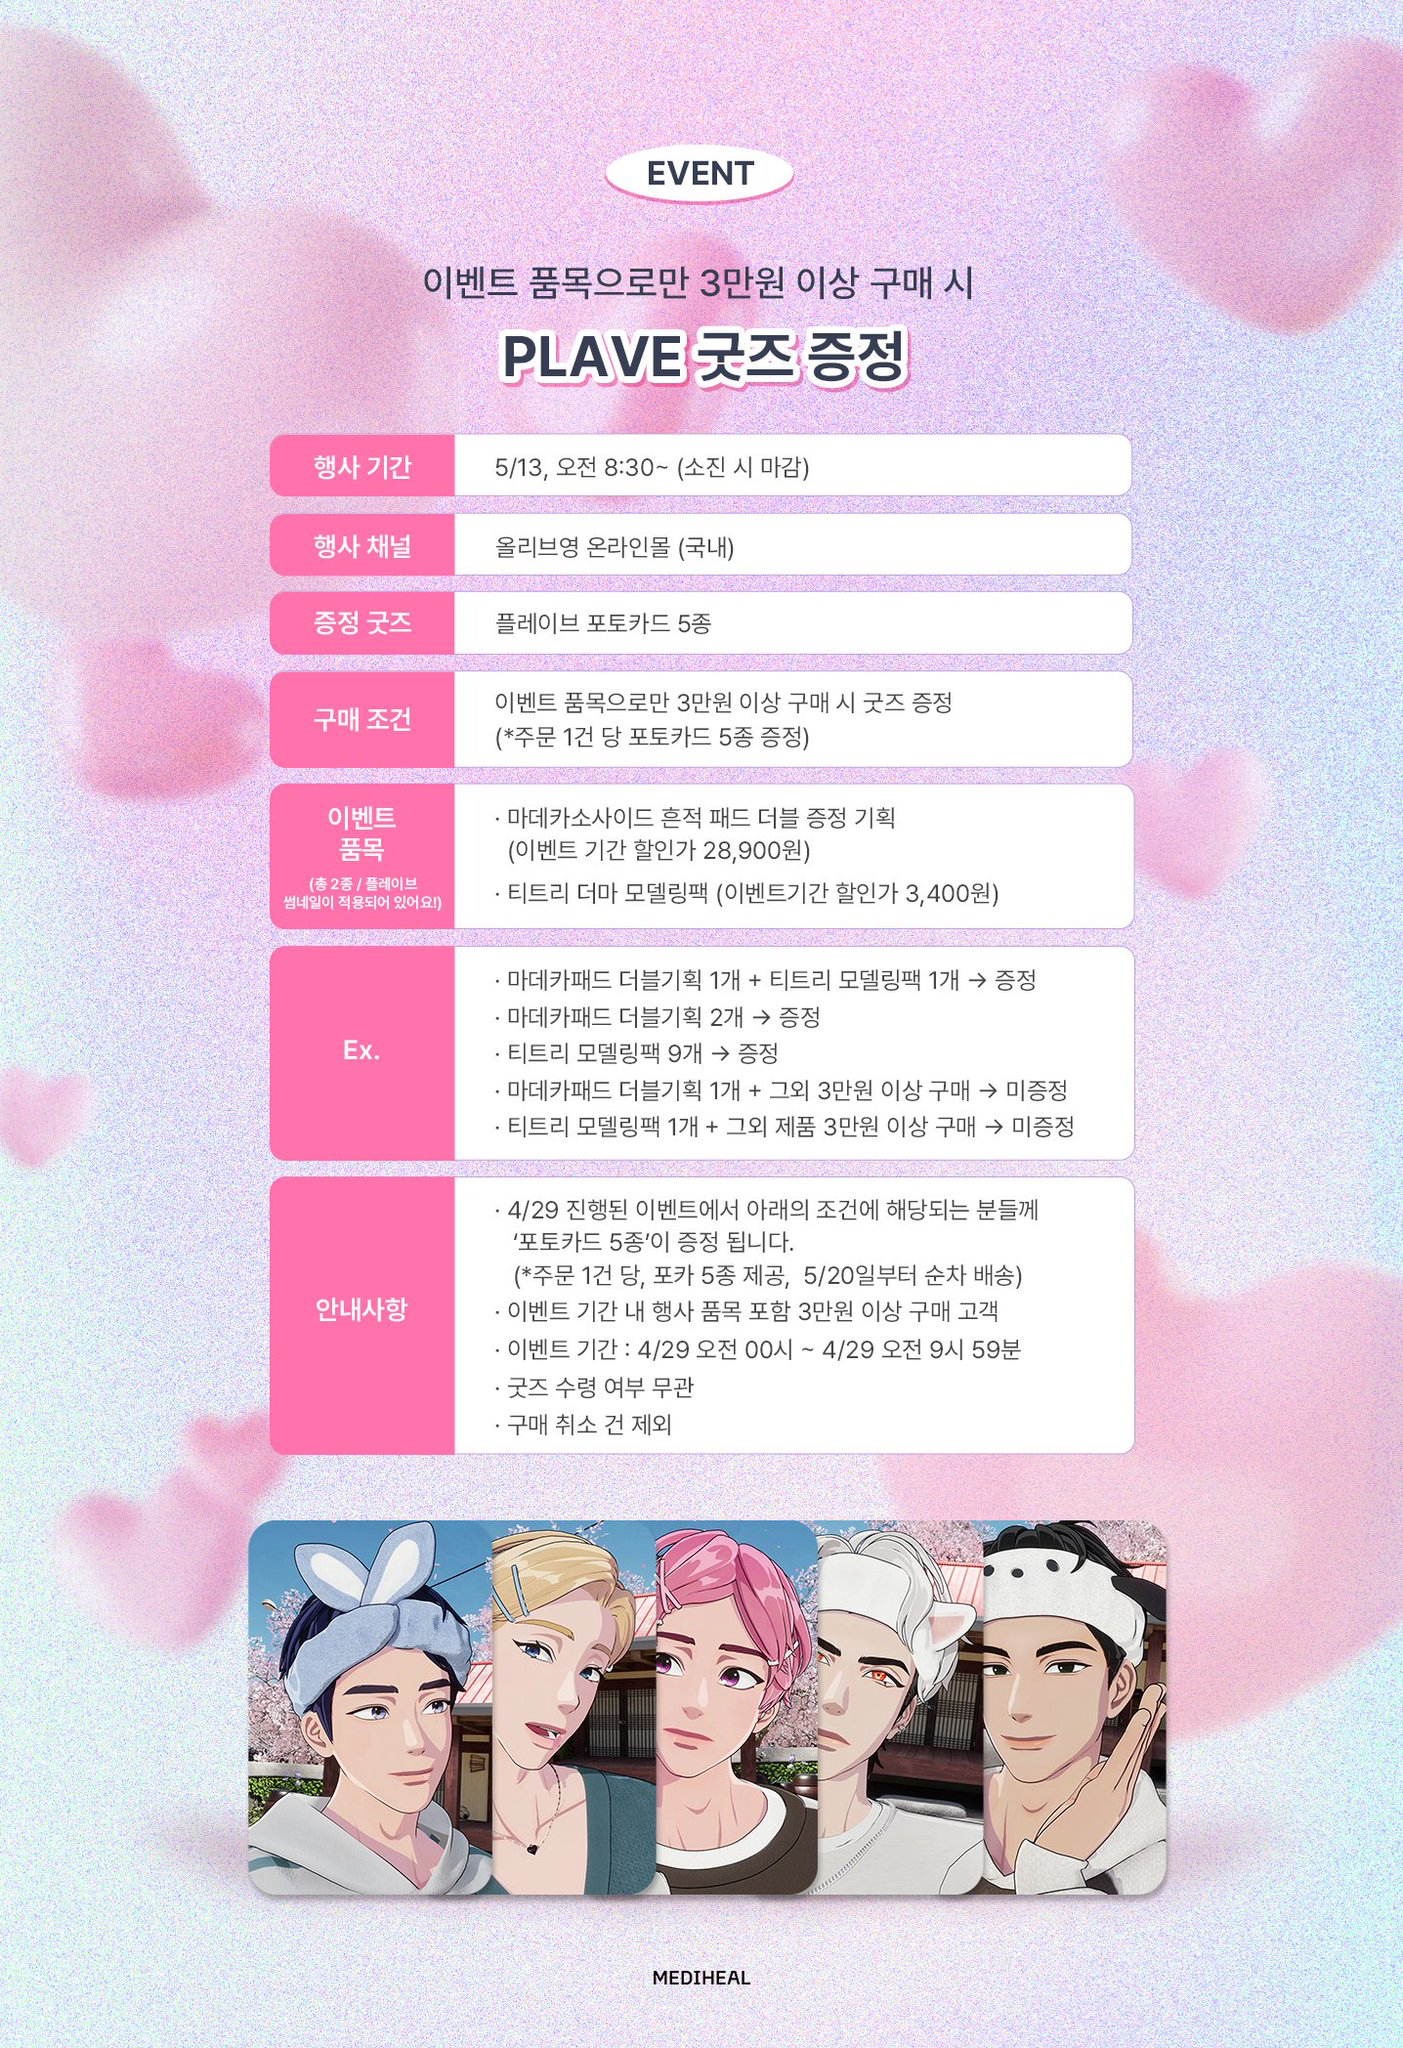 EVENT
이벤트 품목으로만 3만원 이상 구매 시
PLAVE 굿즈 증정
행사 기간
5/13, 오전 8:30~ (소진 시 마감)
행사 채널
올리브영 온라인몰 (국내)
증정 굿즈
플레이브 포토카드 5종
구매 조건
이벤트 품목으로만 3만원 이상 구매 시 굿즈 증정
(*주문 1건 당 포토카드 5종 증정)
이벤트
품목
(총 2종 / 플레이브
썸네일이 적용되어 있어요!)
· 마데카소사이드 흔적 패드 더블 증정 기획
(이벤트 기간 할인가 28,900원)
· 티트리 더마 모델링팩 (이벤트기간 할인가 3,400원)
Ex.
· 마데카패드 더블기획 1개 + 티트리 모델링팩 1개 → 증정
· 마데카패드 더블기획 2개 → 증정
· 티트리 모델링팩 9개 → 증정
· 마데카패드 더블기획 1개 + 그외 3만원 이상 구매 → 미증정
· 티트리 모델링팩 1개 + 그외 제품 3만원 이상 구매 → 미증정
안내사항
· 4/29 진행된 이벤트에서 아래의 조건에 해당되는 분들께
‘포토카드 5종’이 증정 됩니다.
(*주문 1건 당, 포카 5종 제공, 5/20일부터 순차 배송)
· 이벤트 기간 내 행사 품목 포함 3만원 이상 구매 고객
· 이벤트 기간 : 4/29 오전 00시 ~ 4/29 오전 9시 59분
· 굿즈 수령 여부 무관
· 구매 취소 건 제외
MEDIHEAL